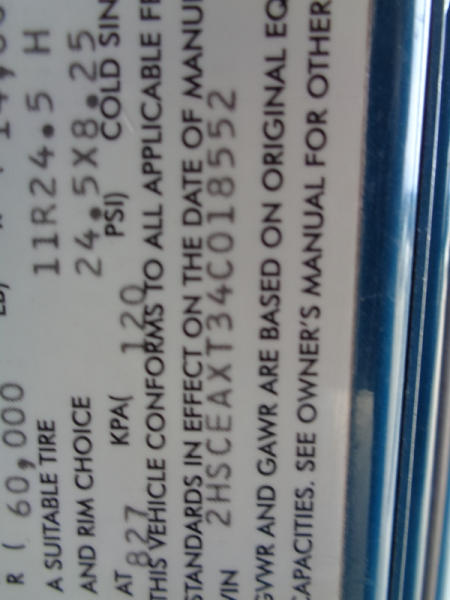 R ( 60,000
A SUITABLE TIRE 11R24.5 H
AND RIM CHOICE 24.5X8.25
AT 827 KPA( 120 PSI) COLD SIN
THIS VEHICLE CONFORMS TO ALL APPLICABLE
STANDARDS IN EFFECT ON THE DATE OF MANU
VIN 2HSCEAXT34C018552
GVWR AND GAWR ARE BASED ON ORIGINAL EQ
CAPACITIES. SEE OWNER'S MANUAL FOR OTHER